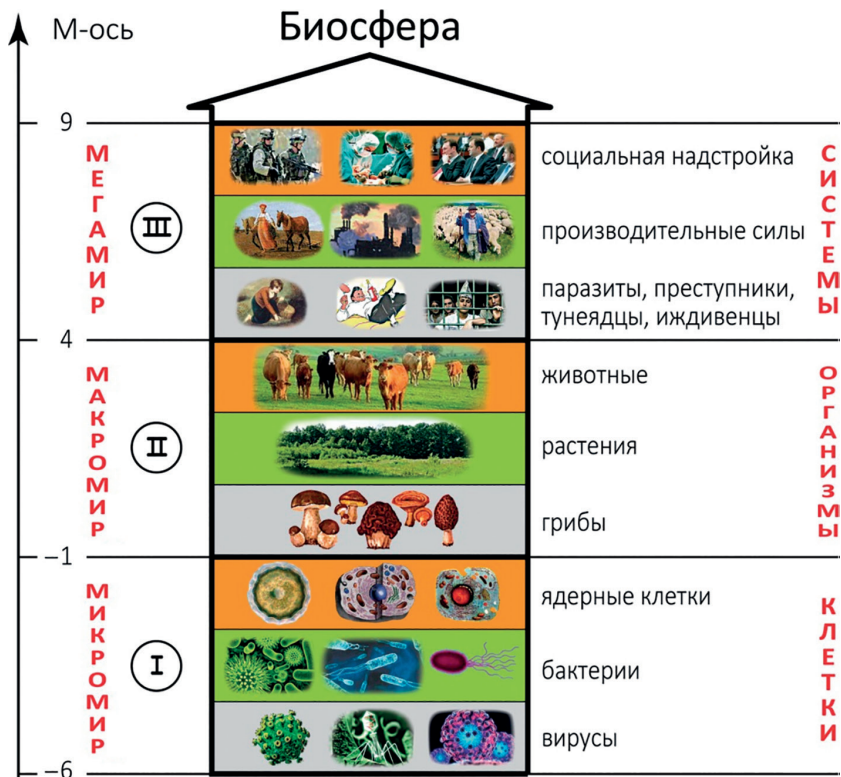 М-ось
Биосфера
9
МЕГАМИР
III
социальная надстройка
производительные силы
паразиты, преступники,
тунеядцы, иждивенцы
СИСТЕМЫ
4
МАКРОМИР
II
животные
растения
грибы
ОРГАНИЗМЫ
–1
МИКРОМИР
I
ядерные клетки
бактерии
вирусы
КЛЕТКИ
–6